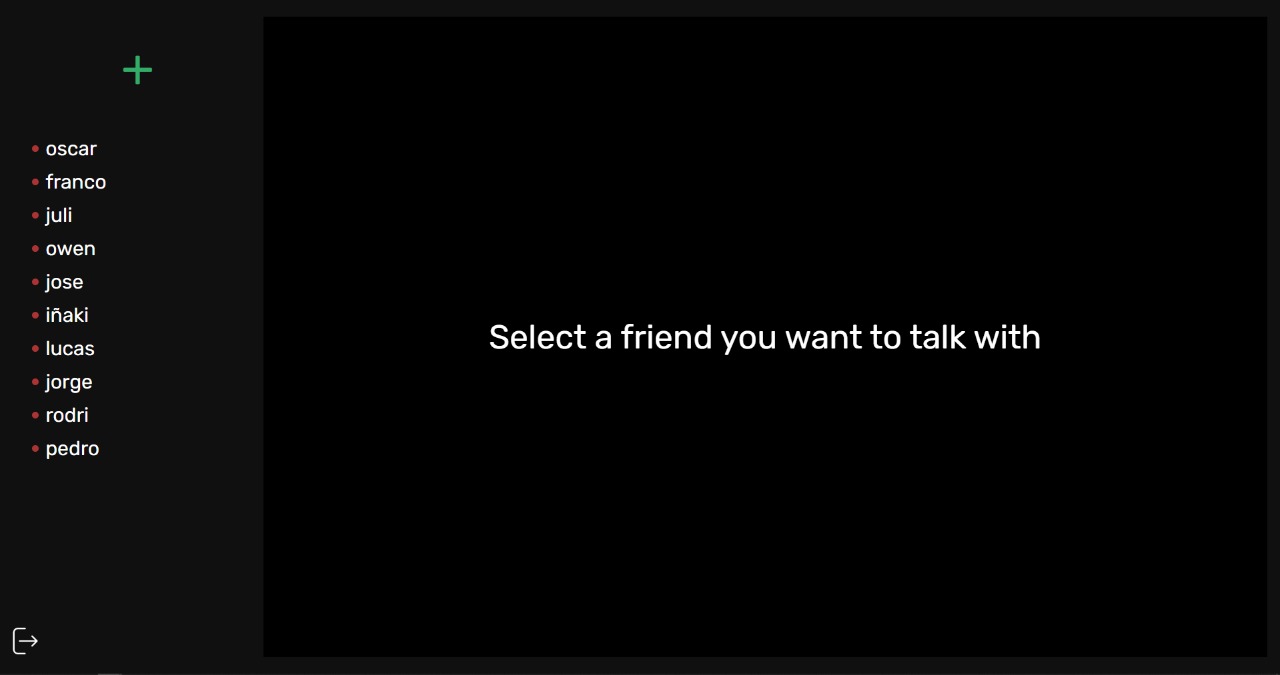 oscar
franco
juli
owen
jose
iñaki
lucas
jorge
rodri
pedro
Select a friend you want to talk with